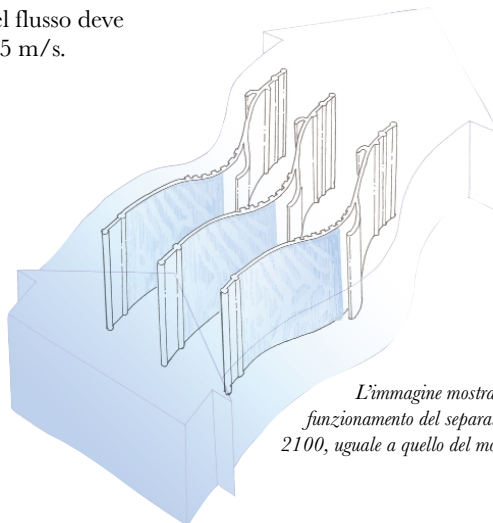 el flusso deve
5 m/s.
L'immagine mostra
funzionamento del separa
2100, uguale a quello del mo